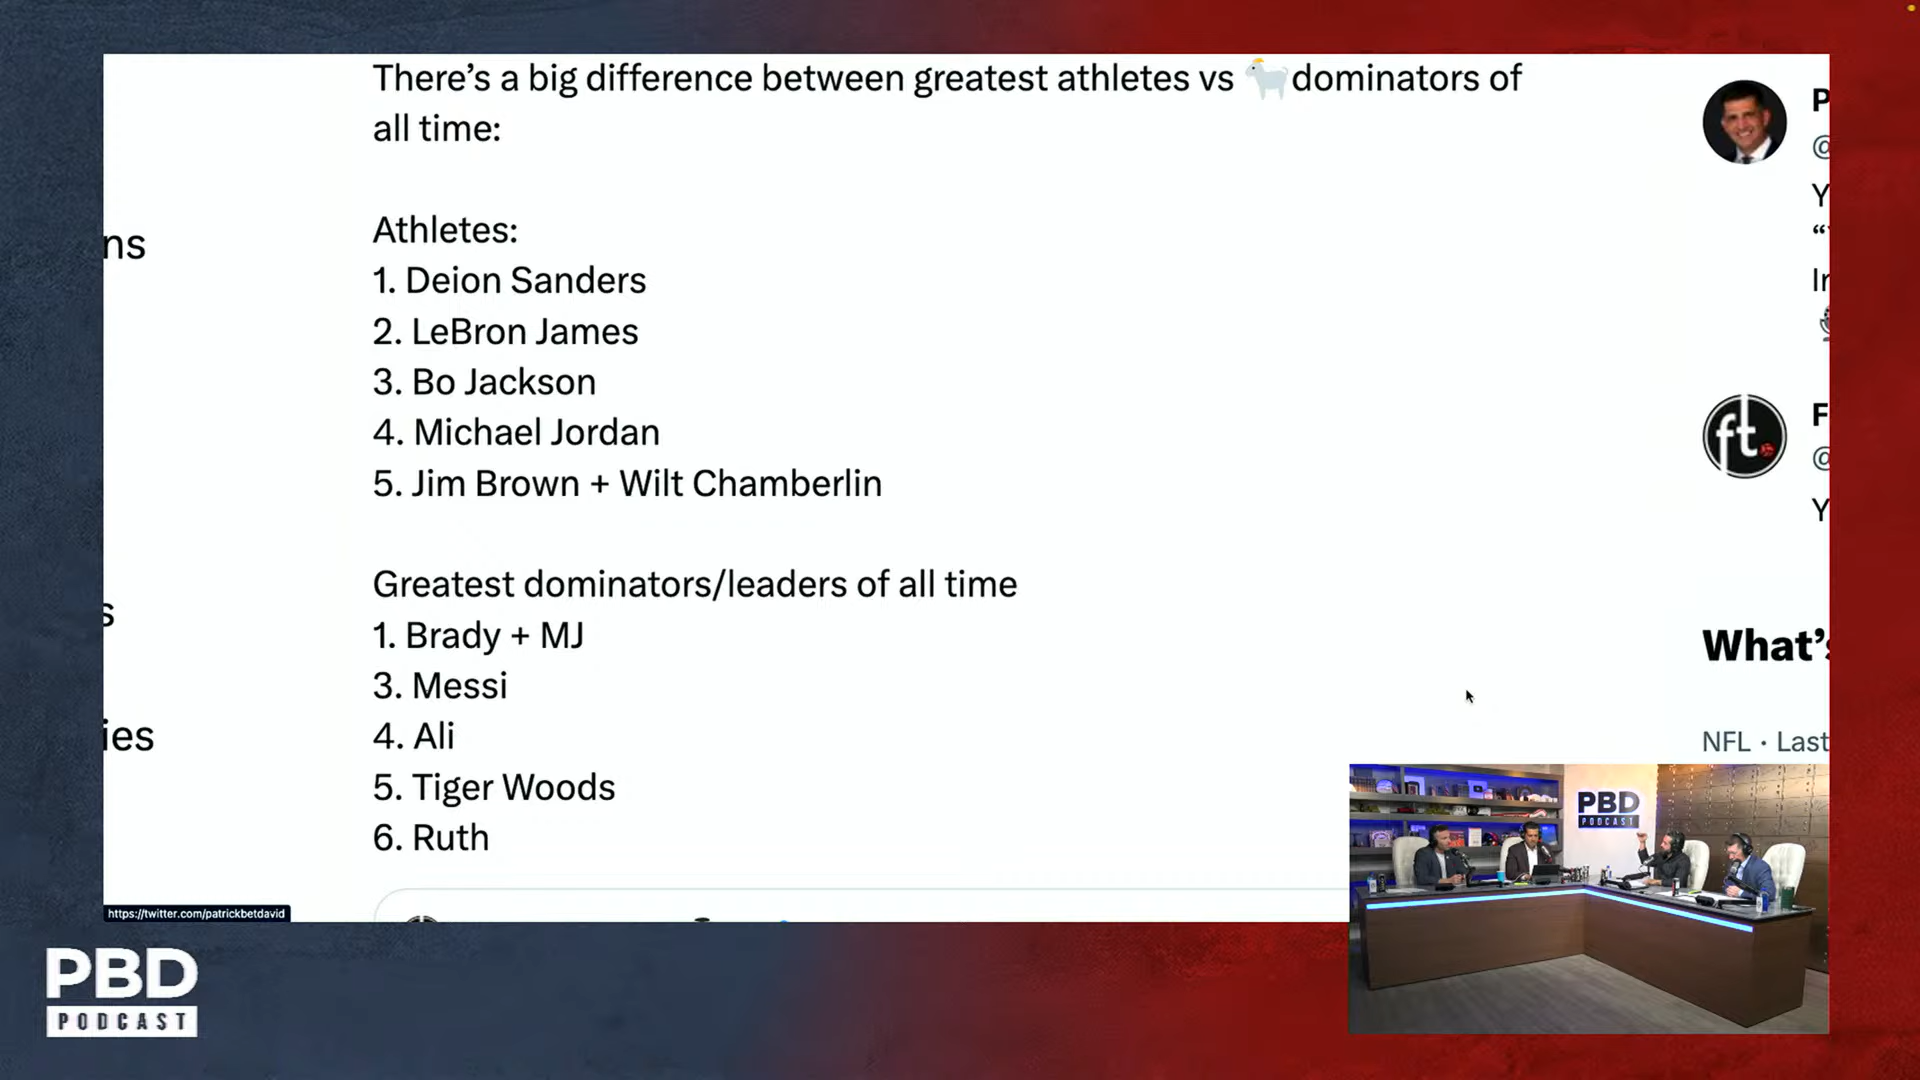 There's a big difference between greatest athletes vs 🐐dominators of
all time:
Athletes:
1. Deion Sanders
2. LeBron James
3. Bo Jackson
4. Michael Jordan
5. Jim Brown + Wilt Chamberlin
Greatest dominators/leaders of all time
1. Brady + MJ
3. Messi
4. Ali
5. Tiger Woods
6. Ruth
ns
s
ies
https://twitter.com/patrickbetdavid
P
@
Y
ft.
F
@
Y
What's
NFL · Last
PBD
PODCAST
PBD
PODCAST